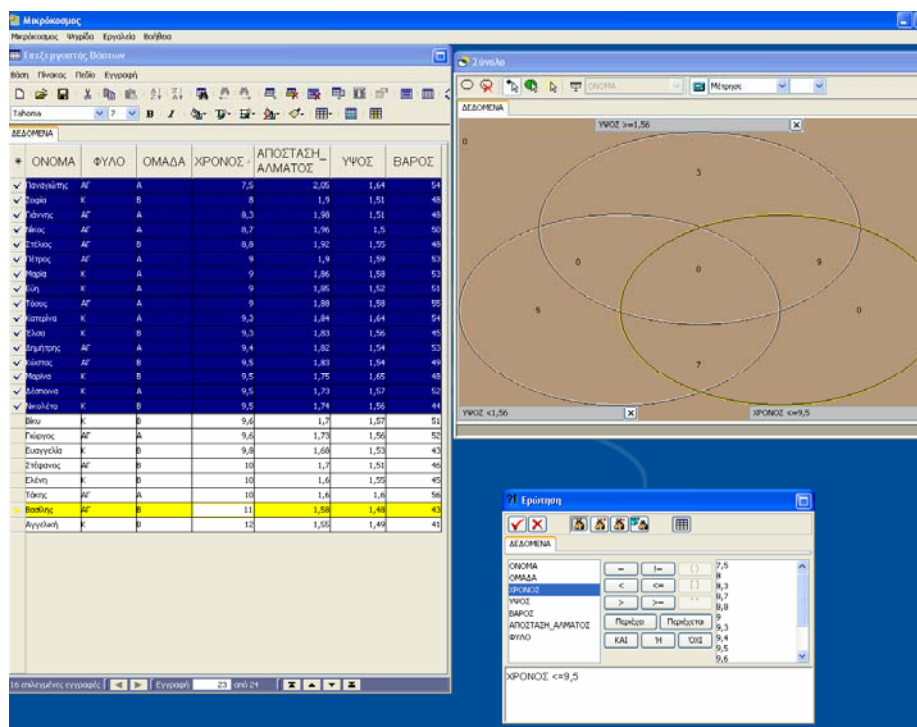 Μικρόκοσμος
Μικρόκοσμος Ψηφίδα Εργαλεία Βοήθεια
Επεξεργαστής Βάσεων
Βάση Πίνακας Πεδίο Εγγραφή
Tahoma 7 B I
ΔΕΔΟΜΕΝΑ
ΟΝΟΜΑ ΦΥΛΟ ΟΜΑΔΑ ΧΡΟΝΟΣ ΑΠΟΣΤΑΣΗ_ΑΛΜΑΤΟΣ ΥΨΟΣ ΒΑΡΟΣ
Παναγιώτης ΑΓ Α 7,5 2,05 1,64 54
Σοφία Κ Β 8 1,9 1,51 48
Γιάννης ΑΓ Α 8,3 1,98 1,51 48
Νίκος ΑΓ Α 8,7 1,96 1,5 50
Στέλιος ΑΓ Β 8,8 1,92 1,55 48
Πέτρος ΑΓ Α 9 1,9 1,59 53
Μαρία Κ Α 9 1,86 1,58 53
Εύη Κ Α 9 1,85 1,52 51
Τάσος ΑΓ Α 9 1,88 1,58 55
Κατερίνα Κ Α 9,3 1,84 1,64 54
Έλσα Κ Β 9,3 1,83 1,56 45
Δημήτρης ΑΓ Α 9,4 1,82 1,54 53
Κώστας ΑΓ Β 9,5 1,83 1,54 49
Μαρίνα Κ Β 9,5 1,75 1,65 48
Δέσποινα Κ Α 9,5 1,73 1,57 52
Νικολέτα Κ Β 9,5 1,74 1,56 44
Βίκυ Κ Β 9,6 1,7 1,57 51
Γιώργος ΑΓ Α 9,6 1,73 1,56 52
Ευαγγελία Κ Β 9,8 1,68 1,53 43
Στέφανος ΑΓ Β 10 1,7 1,51 46
Ελένη Κ Β 10 1,6 1,55 45
Τάκης ΑΓ Α 10 1,6 1,6 56
Βασίλης ΑΓ Β 11 1,58 1,48 43
Αγγελική Κ Β 12 1,55 1,49 41
16 επιλεγμένες εγγραφές Εγγραφή 23 από 24
Σύνολα
ΟΝΟΜΑ Μέτρησε
ΔΕΔΟΜΕΝΑ
ΥΨΟΣ >=1,56
0
3
0 0 9
5 0
7
ΥΨΟΣ <1,56 ΧΡΟΝΟΣ <=9,5
Ερώτηση
ΔΕΔΟΜΕΝΑ
ΟΝΟΜΑ
ΟΜΑΔΑ
ΧΡΟΝΟΣ
ΥΨΟΣ
ΒΑΡΟΣ
ΑΠΟΣΤΑΣΗ_ΑΛΜΑΤΟΣ
ΦΥΛΟ
= != ( )
< <= [ ]
> >= " "
Περιέχει Περιέχεται
ΚΑΙ Ή ΌΧΙ
7,5
8
8,3
8,7
8,8
9
9,3
9,4
9,5
9,6
ΧΡΟΝΟΣ <=9,5